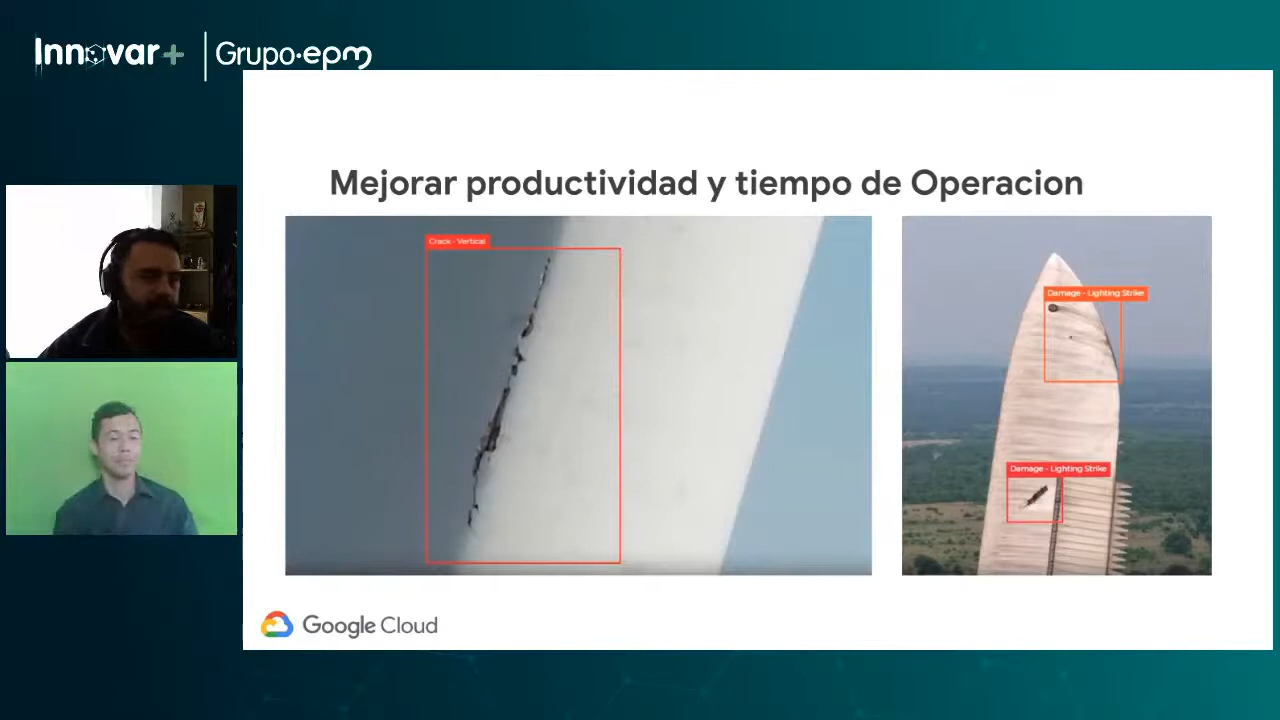 Innovar+
Grupo·epm
Mejorar productividad y tiempo de Operacion
Crack - Vertical
Damage - Lighting Strike
Damage - Lighting Strike
Google Cloud